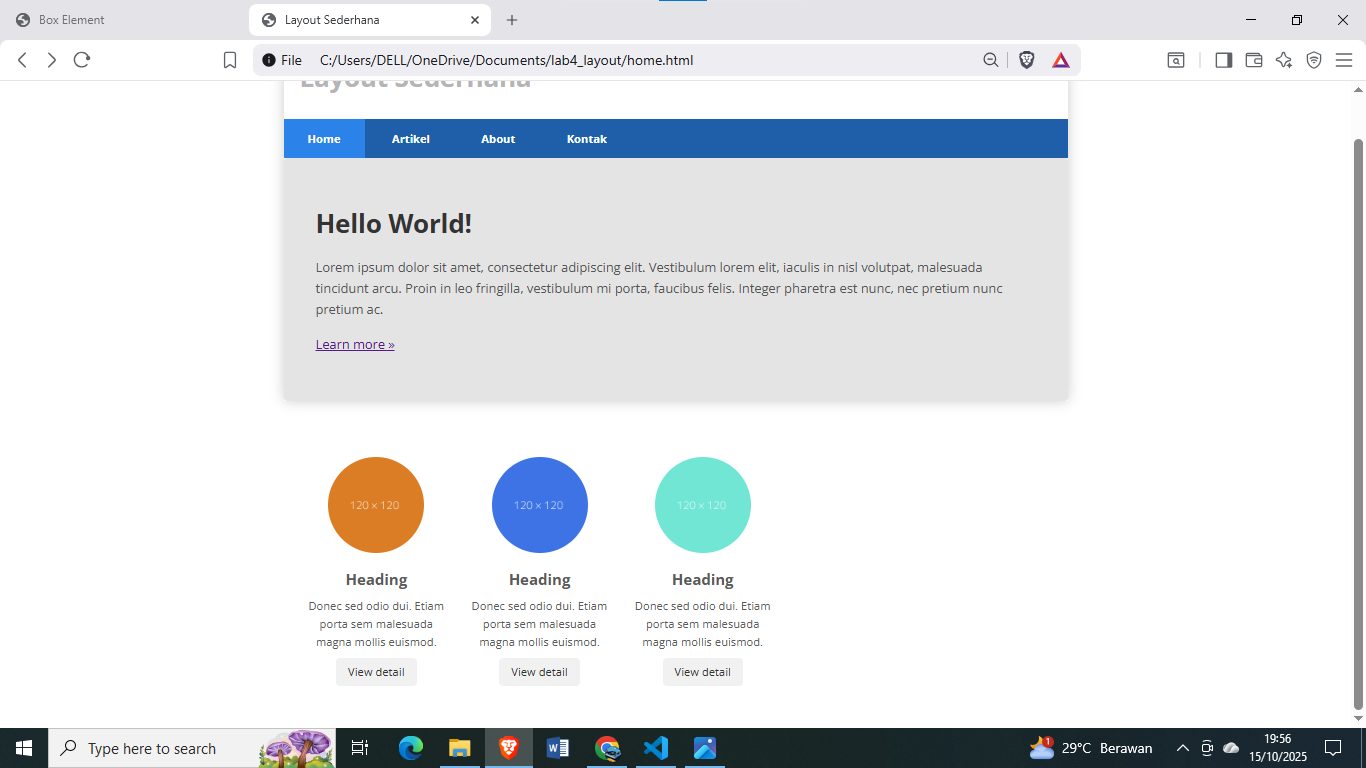 Box Element
Layout Sederhana
File C:/Users/DELL/OneDrive/Documents/lab4_layout/home.html
Layout Sederhana
Home Artikel About Kontak
Hello World!
Lorem ipsum dolor sit amet, consectetur adipiscing elit. Vestibulum lorem elit, iaculis in nisl volutpat, malesuada
tincidunt arcu. Proin in leo fringilla, vestibulum mi porta, faucibus felis. Integer pharetra est nunc, nec pretium nunc
pretium ac.
Learn more »
120 × 120
Heading
Donec sed odio dui. Etiam
porta sem malesuada
magna mollis euismod.
View detail
120 × 120
Heading
Donec sed odio dui. Etiam
porta sem malesuada
magna mollis euismod.
View detail
120 × 120
Heading
Donec sed odio dui. Etiam
porta sem malesuada
magna mollis euismod.
View detail
Type here to search
1
29°C Berawan
19:56
15/10/2025